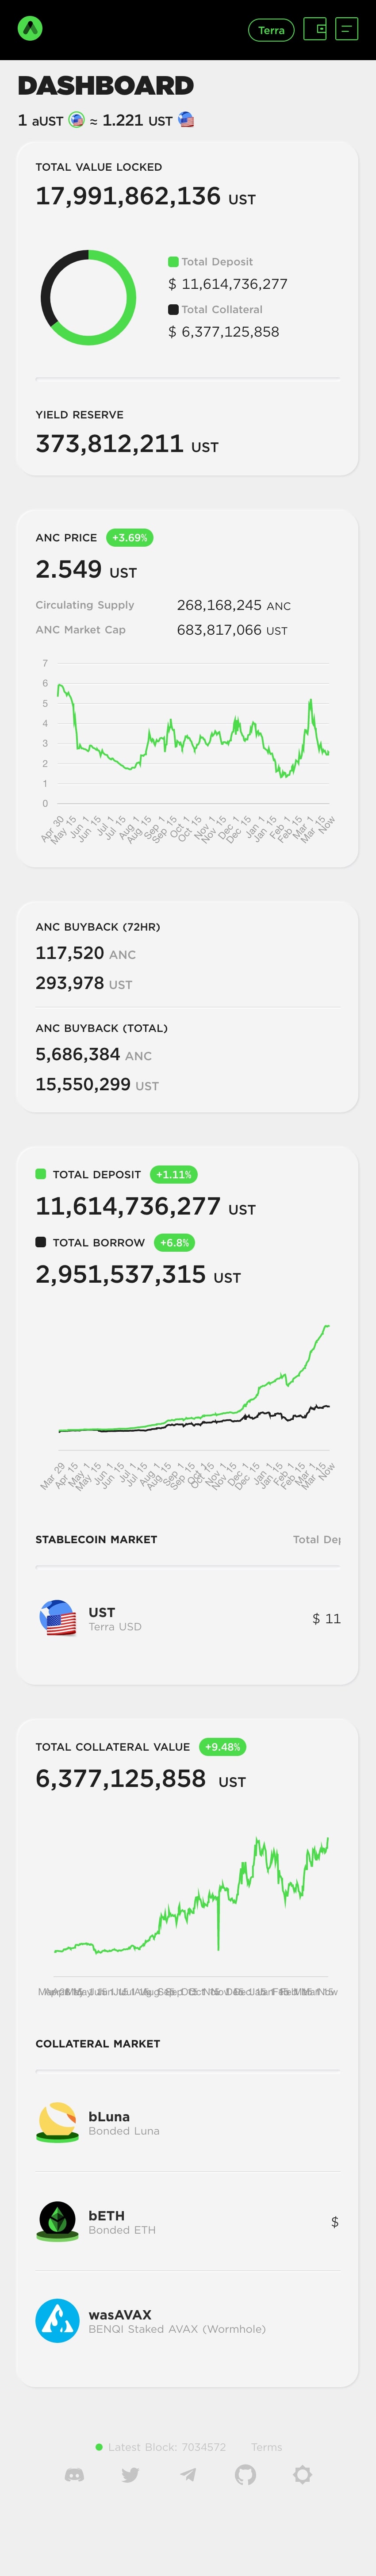 Terra
DASHBOARD
1 aUST ≈ 1.221 UST
TOTAL VALUE LOCKED
17,991,862,136 UST
Total Deposit
$ 11,614,736,277
Total Collateral
$ 6,377,125,858
YIELD RESERVE
373,812,211 UST
ANC PRICE +3.69%
2.549 UST
Circulating Supply 268,168,245 ANC
ANC Market Cap 683,817,066 UST
7
6
5
4
3
2
1
0
Apr 30 May 15 Jun 1 Jun 15 Jul 1 Jul 15 Aug 1 Aug 15 Sep 1 Sep 15 Oct 1 Oct 15 Nov 1 Nov 15 Dec 1 Dec 15 Jan 1 Jan 15 Feb 1 Feb 15 Mar 1 Mar 15 Now
ANC BUYBACK (72HR)
117,520 ANC
293,978 UST
ANC BUYBACK (TOTAL)
5,686,384 ANC
15,550,299 UST
TOTAL DEPOSIT +1.11%
11,614,736,277 UST
TOTAL BORROW +6.8%
2,951,537,315 UST
Mar 29 Apr 15 May 1 May 15 Jun 1 Jun 15 Jul 1 Jul 15 Aug 1 Aug 15 Sep 1 Sep 15 Oct 1 Oct 15 Nov 1 Nov 15 Dec 1 Dec 15 Jan 1 Jan 15 Feb 1 Feb 15 Mar 1 Mar 15 Now
STABLECOIN MARKET Total De
UST $ 11
Terra USD
TOTAL COLLATERAL VALUE +9.48%
6,377,125,858 UST
Now
COLLATERAL MARKET
bLuna
Bonded Luna
bETH $
Bonded ETH
wasAVAX
BENQI Staked AVAX (Wormhole)
Latest Block: 7034572 Terms